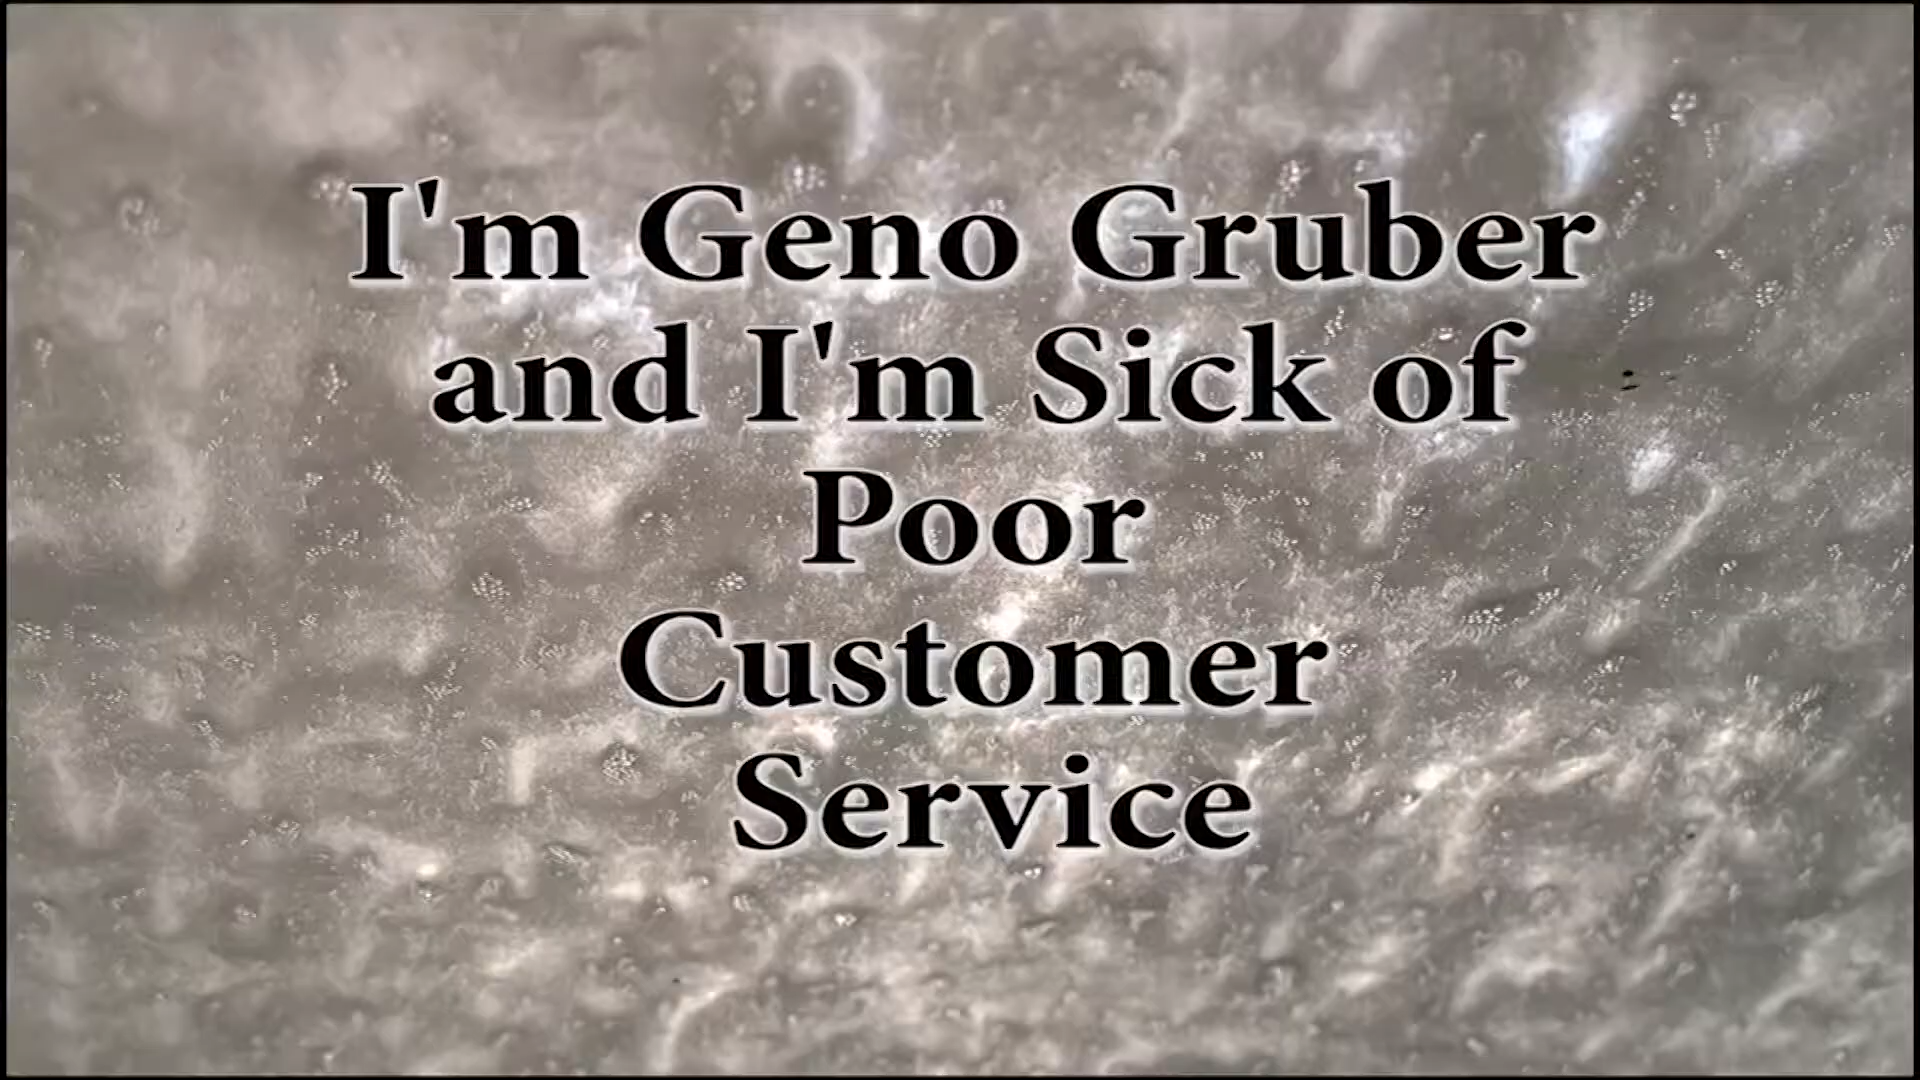 I'm Geno Gruber
and I'm Sick of
Poor
Customer
Service